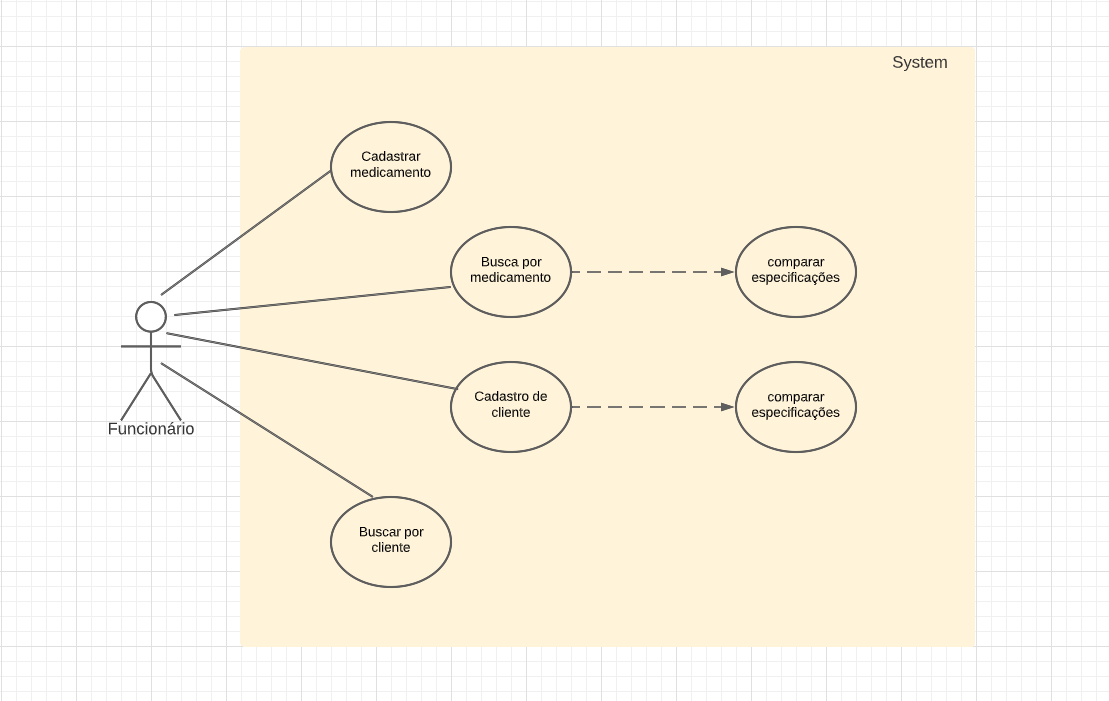 System
Cadastrar
medicamento
Busca por
medicamento
comparar
especificações
Funcionário
Cadastro de
cliente
comparar
especificações
Buscar por
cliente